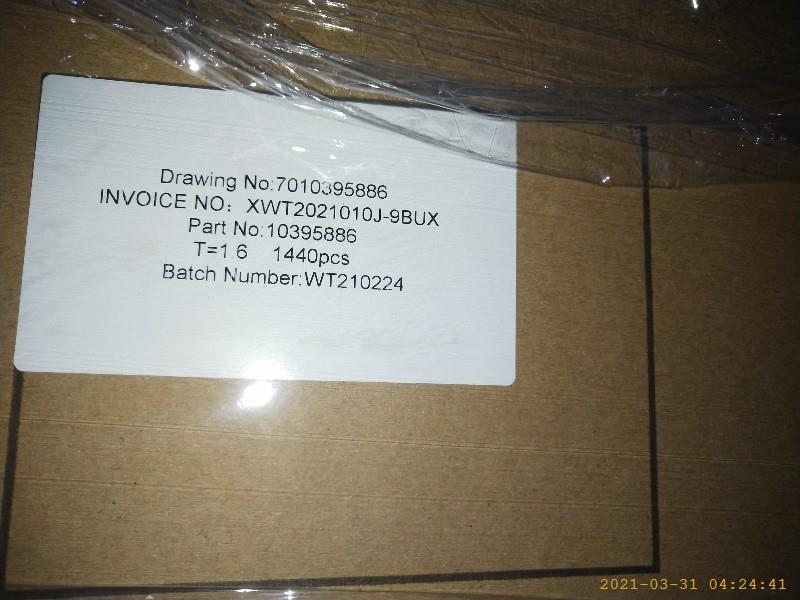 Drawing No:7010395886
INVOICE NO: XWT2021010J-9BUX
Part No:10395886
T=1.6 1440pcs
Batch Number:WT210224
2021-03-31 04:24:41